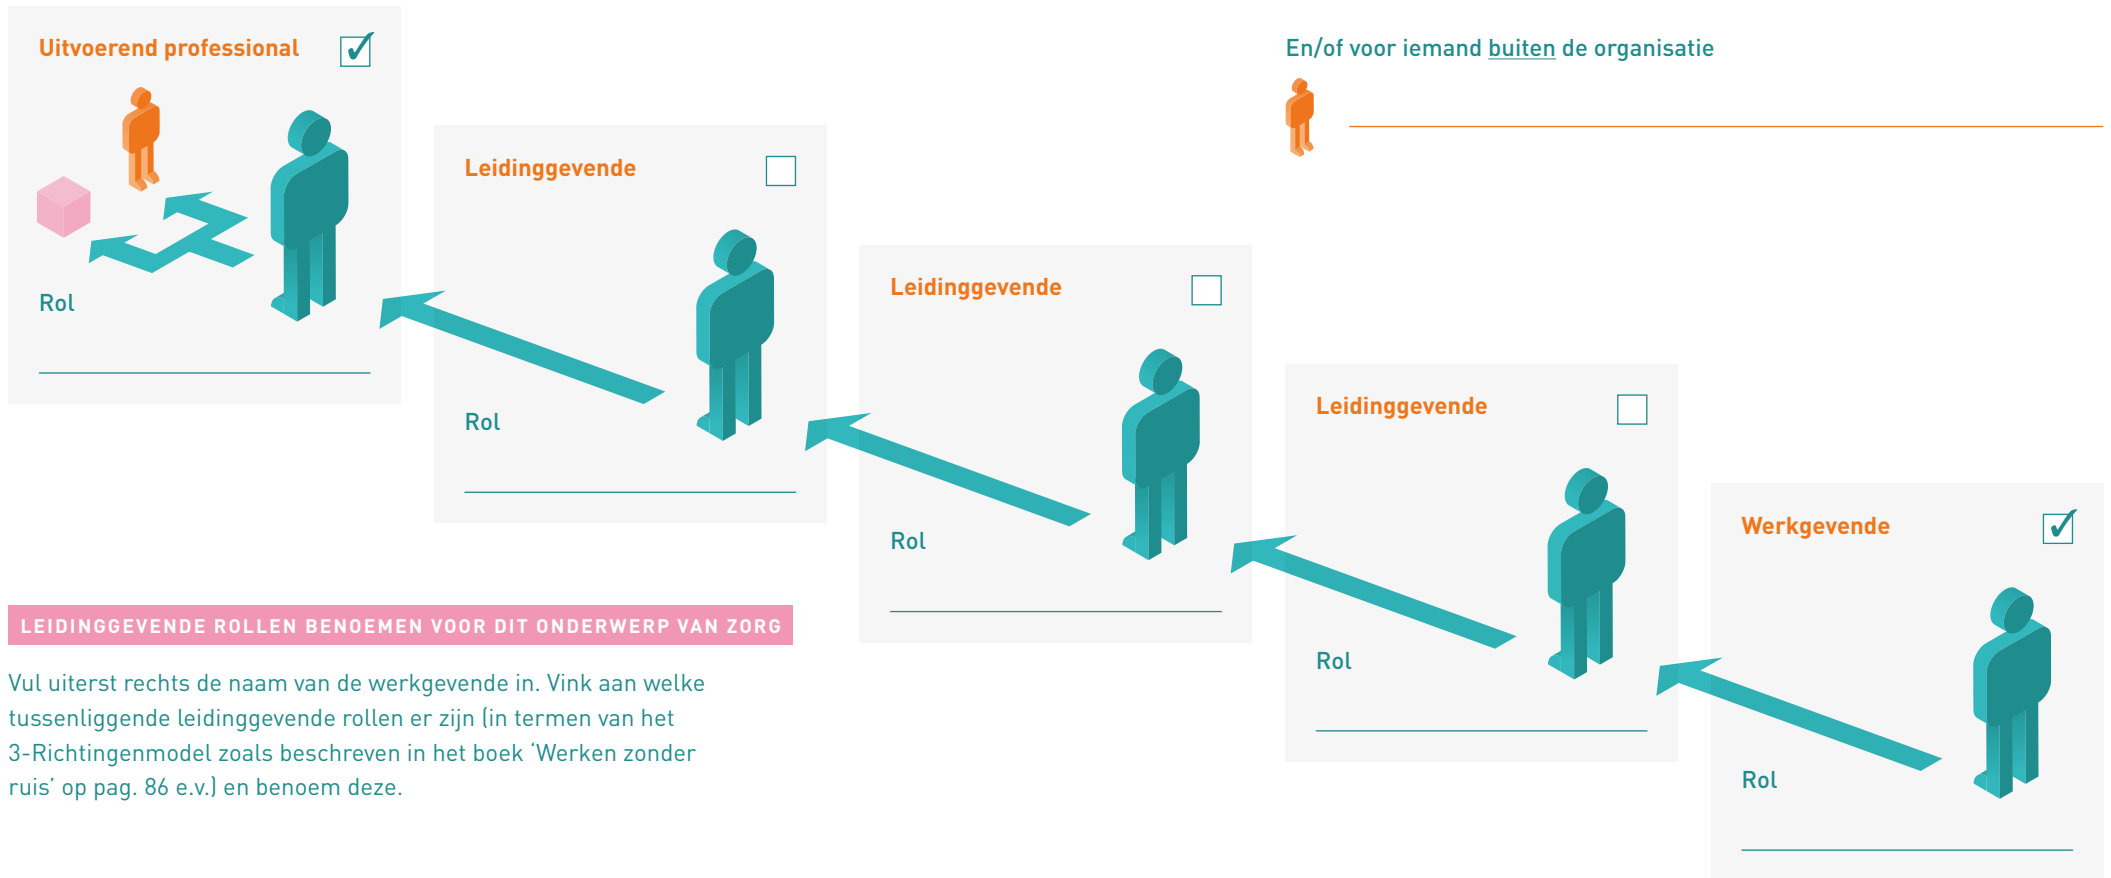 Uitvoerend professional
Rol
En/of voor iemand buiten de organisatie
Leidinggevende
Rol
Leidinggevende
Rol
Leidinggevende
Rol
Werkgevende
Rol
LEIDINGGEVENDE ROLLEN BENOEMEN VOOR DIT ONDERWERP VAN ZORG
Vul uiterst rechts de naam van de werkgevende in. Vink aan welke
tussenliggende leidinggevende rollen er zijn (in termen van het
3-Richtingenmodel zoals beschreven in het boek ‘Werken zonder
ruis’ op pag. 86 e.v.) en benoem deze.